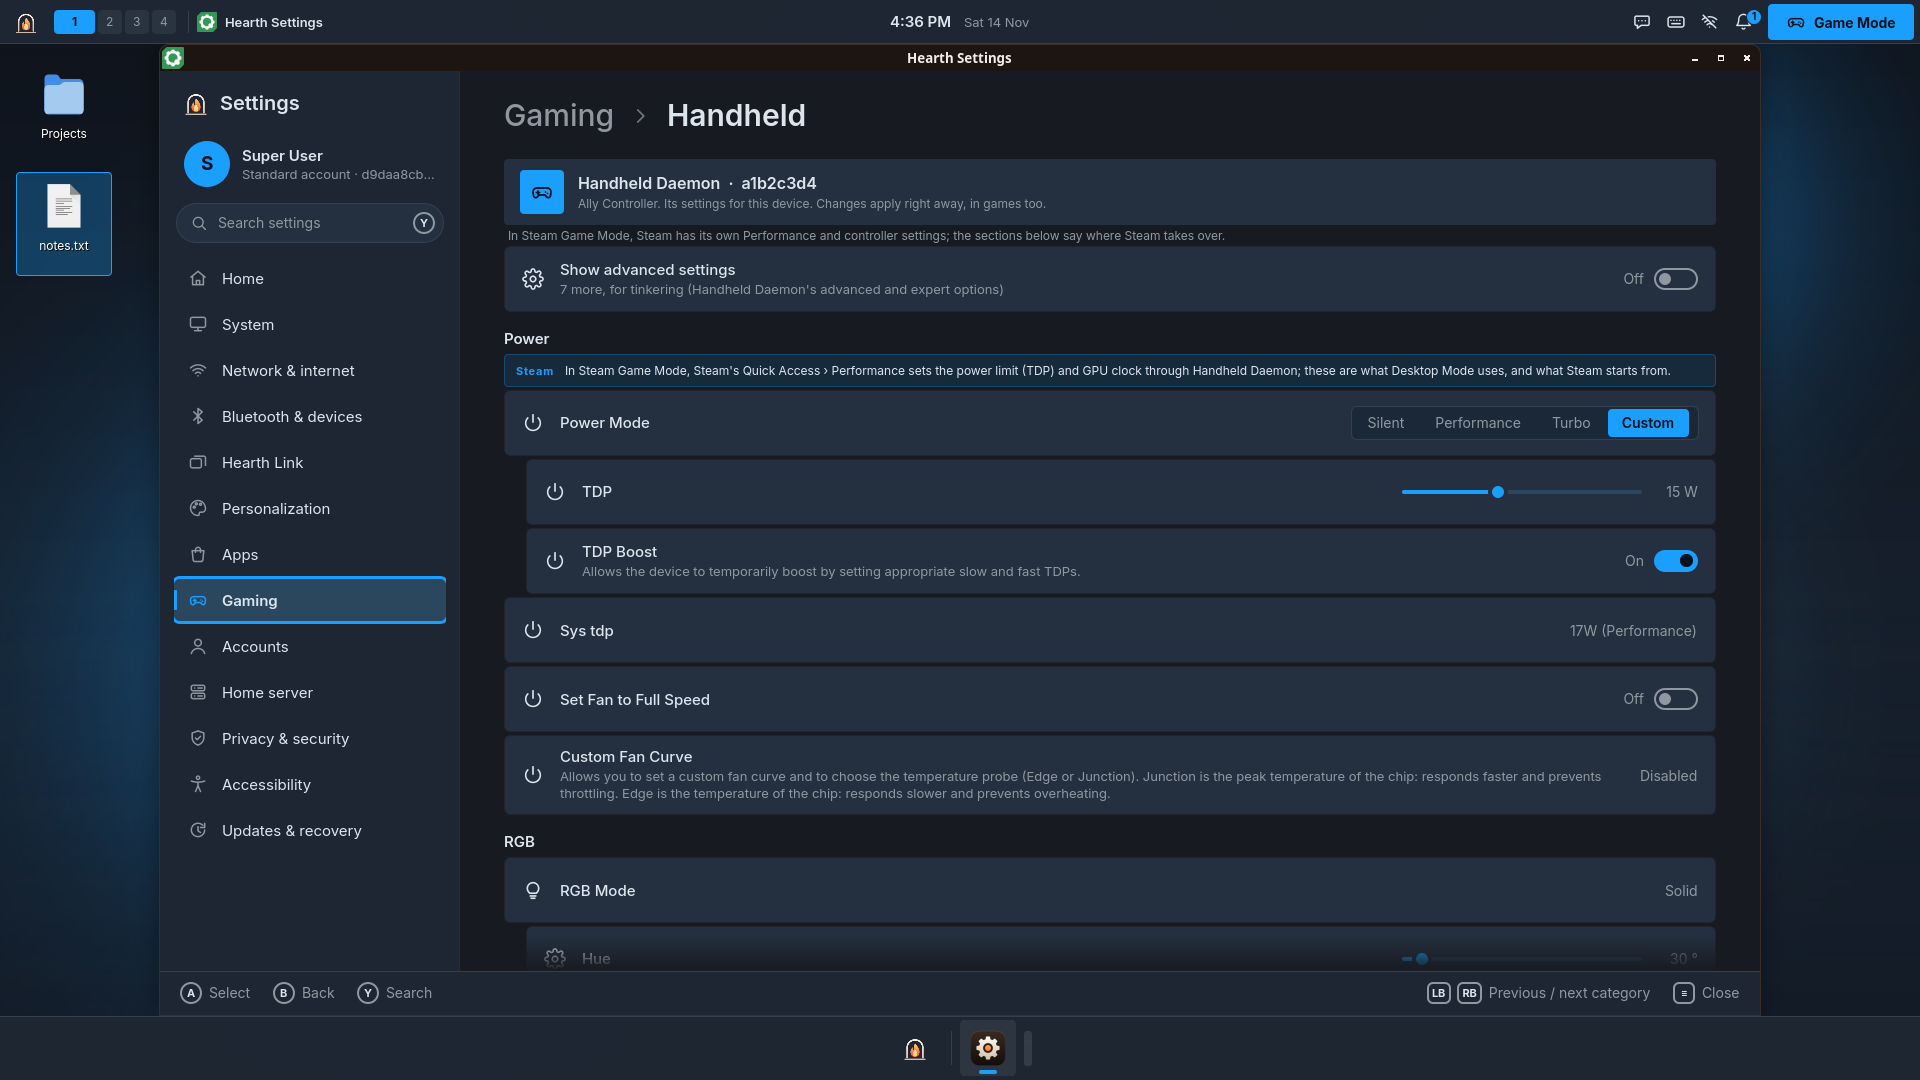 1 2 3 4 Hearth Settings
4:36 PM Sat 14 Nov
1
Game Mode
Projects
notes.txt
Hearth Settings
Settings
S
Super User
Standard account · d9daa8cb...
Search settings Y
Home
System
Network & internet
Bluetooth & devices
Hearth Link
Personalization
Apps
Gaming
Accounts
Home server
Privacy & security
Accessibility
Updates & recovery
Gaming > Handheld
Handheld Daemon · a1b2c3d4
Ally Controller. Its settings for this device. Changes apply right away, in games too.
In Steam Game Mode, Steam has its own Performance and controller settings; the sections below say where Steam takes over.
Show advanced settings
7 more, for tinkering (Handheld Daemon's advanced and expert options)
Off
Power
Steam In Steam Game Mode, Steam's Quick Access › Performance sets the power limit (TDP) and GPU clock through Handheld Daemon; these are what Desktop Mode uses, and what Steam starts from.
Power Mode
Silent Performance Turbo Custom
TDP
15 W
TDP Boost
Allows the device to temporarily boost by setting appropriate slow and fast TDPs.
On
Sys tdp
17W (Performance)
Set Fan to Full Speed
Off
Custom Fan Curve
Allows you to set a custom fan curve and to choose the temperature probe (Edge or Junction). Junction is the peak temperature of the chip: responds faster and prevents
throttling. Edge is the temperature of the chip: responds slower and prevents overheating.
Disabled
RGB
RGB Mode
Solid
Hue
30 °
A Select B Back Y Search
LB RB Previous / next category Close